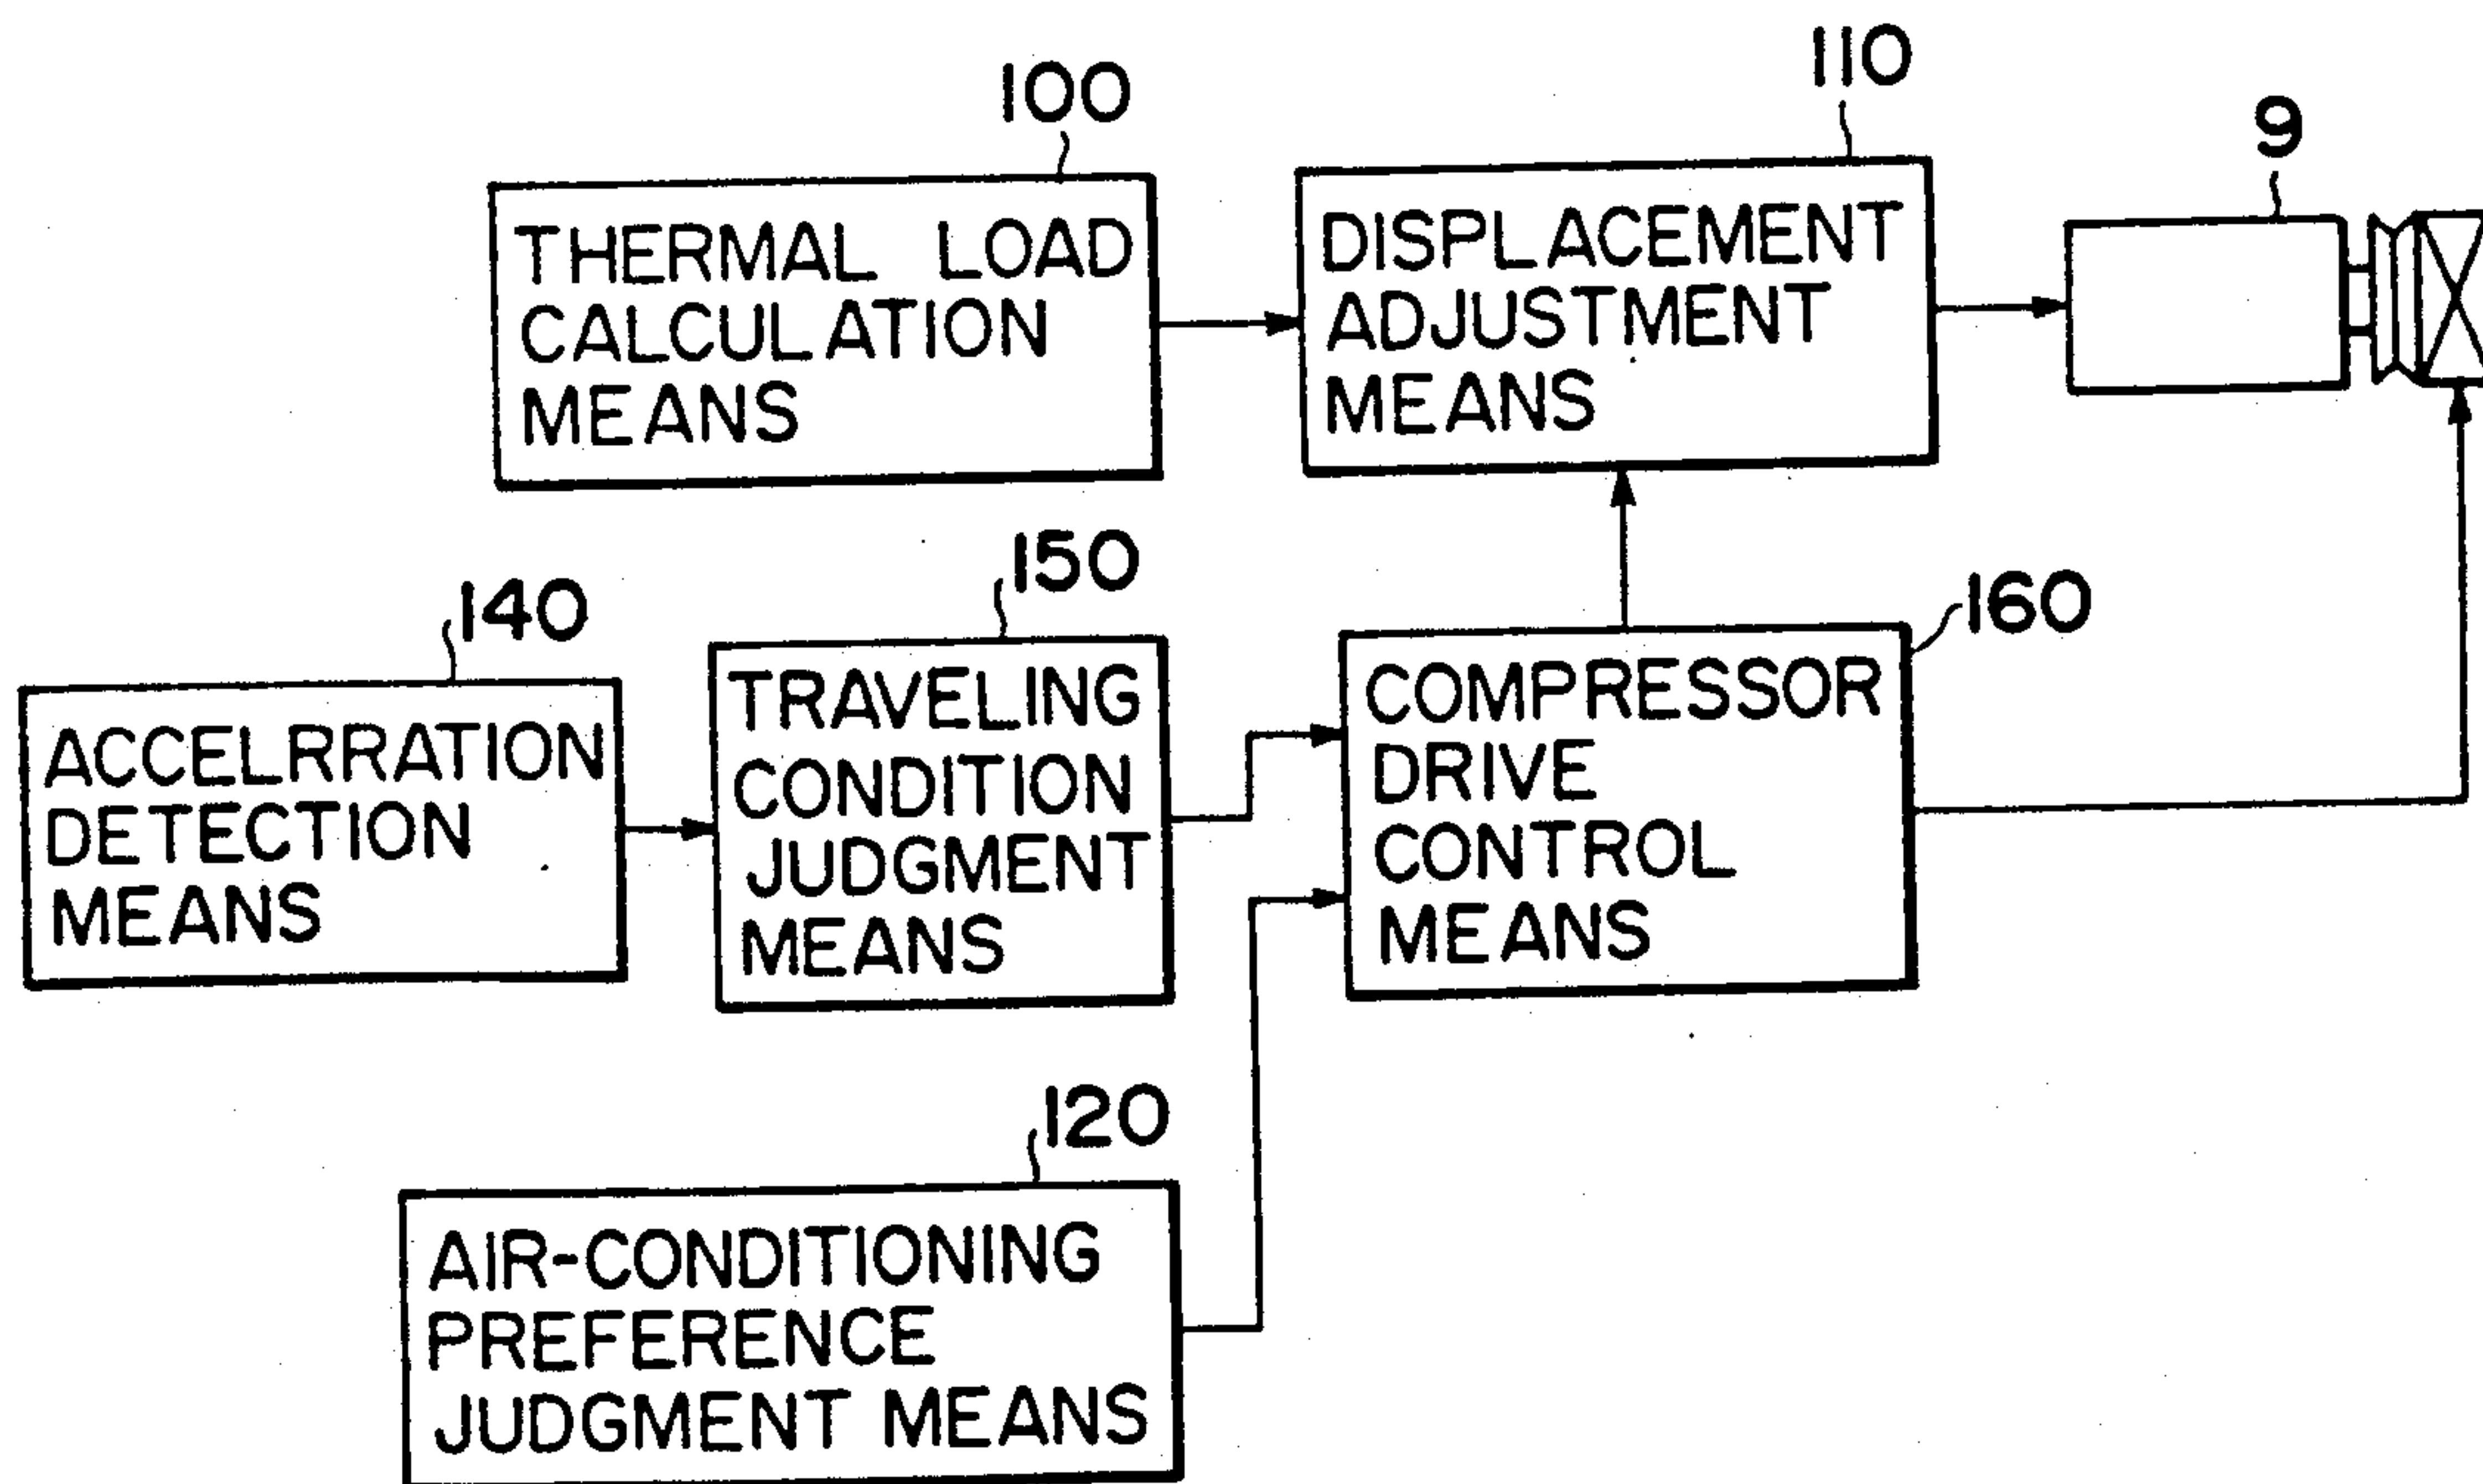 100
THERMAL LOAD
CALCULATION
MEANS
110
DISPLACEMENT
ADJUSTMENT
MEANS
9
140
ACCELRRATION
DETECTION
MEANS
150
TRAVELING
CONDITION
JUDGMENT
MEANS
160
COMPRESSOR
DRIVE
CONTROL
MEANS
120
AIR-CONDITIONING
PREFERENCE
JUDGMENT MEANS